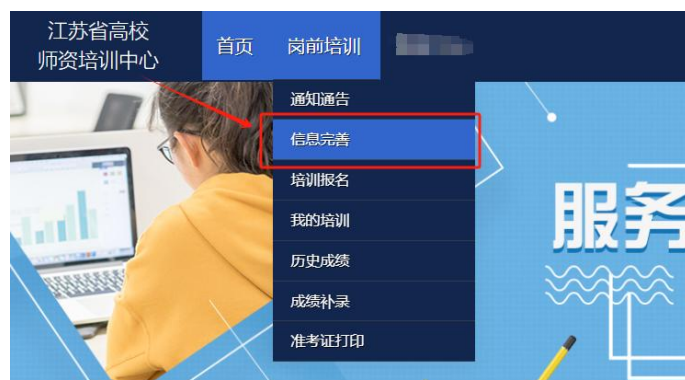 江苏省高校
师资培训中心
首页
岗前培训
通知通告
信息完善
培训报名
我的培训
历史成绩
成绩补录
准考证打印
服务